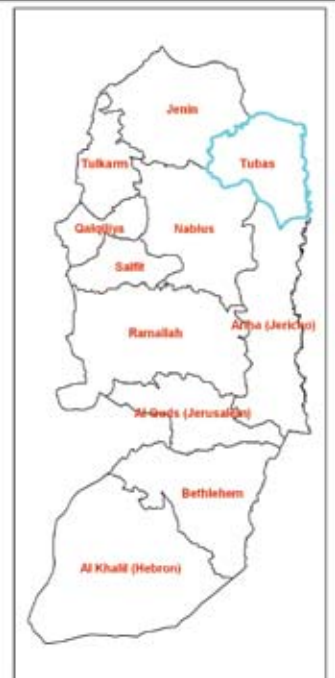 Jenin
Tubas
Tulkarm
Qalqiliya
Nablus
Salfit
Ariha (Jericho)
Ramallah
Al Quds (Jerusalem)
Bethlehem
Al Khalil (Hebron)